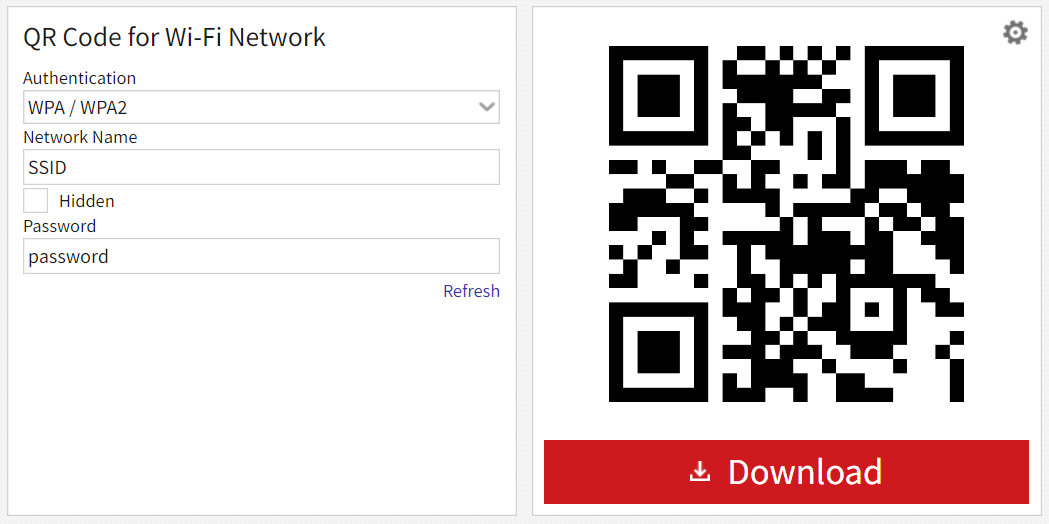 QR Code for Wi-Fi Network
Authentication
WPA / WPA2
Network Name
SSID
Hidden
Password
password
Refresh
Download